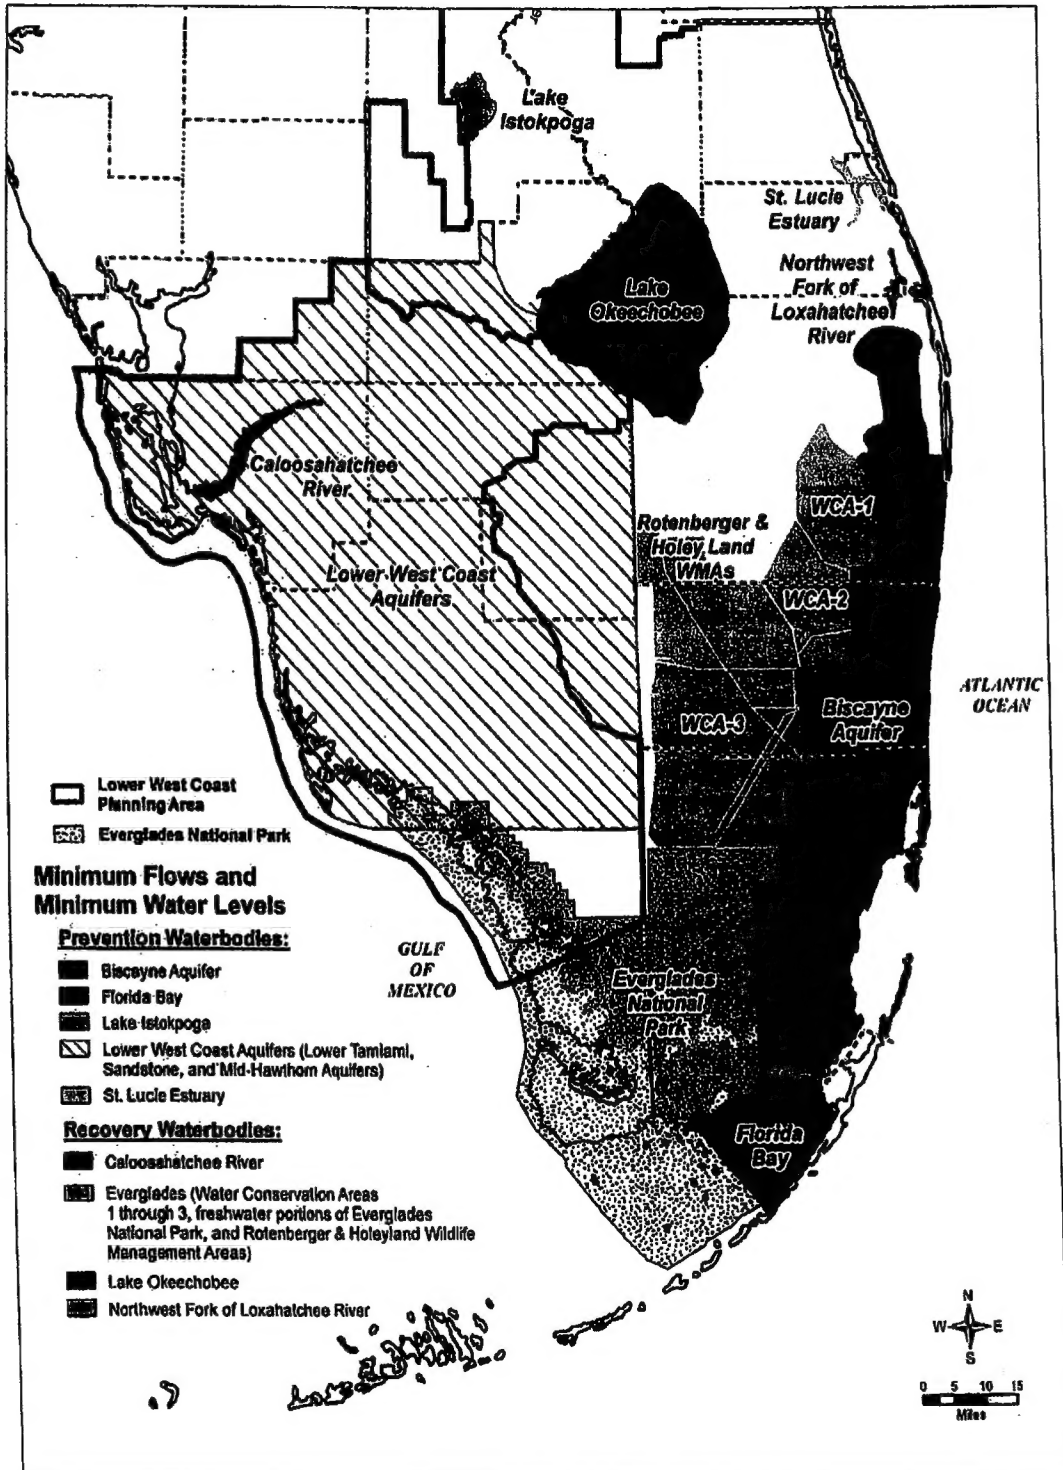 Lake
Istokpoga
St. Lucie
Estuary
Northwest
Fork of
Loxahatchee
River
Lake
Okeechobee
Caloosahatchee
River
WCA-1
Rotenberger &
Holey Land
WMAs
WCA-2
Lower West Coast
Aquifers
WCA-3
Biscayne
Aquifer
ATLANTIC
OCEAN
Lower West Coast
Planning Area
Everglades National Park
Minimum Flows and
Minimum Water Levels
Prevention Waterbodies:
Biscayne Aquifer
Florida Bay
Lake Istokpoga
Lower West Coast Aquifers (Lower Tamiami,
Sandstone, and Mid-Hawthorn Aquifers)
St. Lucie Estuary
GULF
OF
MEXICO
Everglades
National
Park
Florida
Bay
Recovery Waterbodies:
Caloosahatchee River
Everglades (Water Conservation Areas
1 through 3, freshwater portions of Everglades
National Park, and Rotenberger & Holeyland Wildlife
Management Areas)
Lake Okeechobee
Northwest Fork of Loxahatchee River
N
W E
S
0 5 10 15
Miles